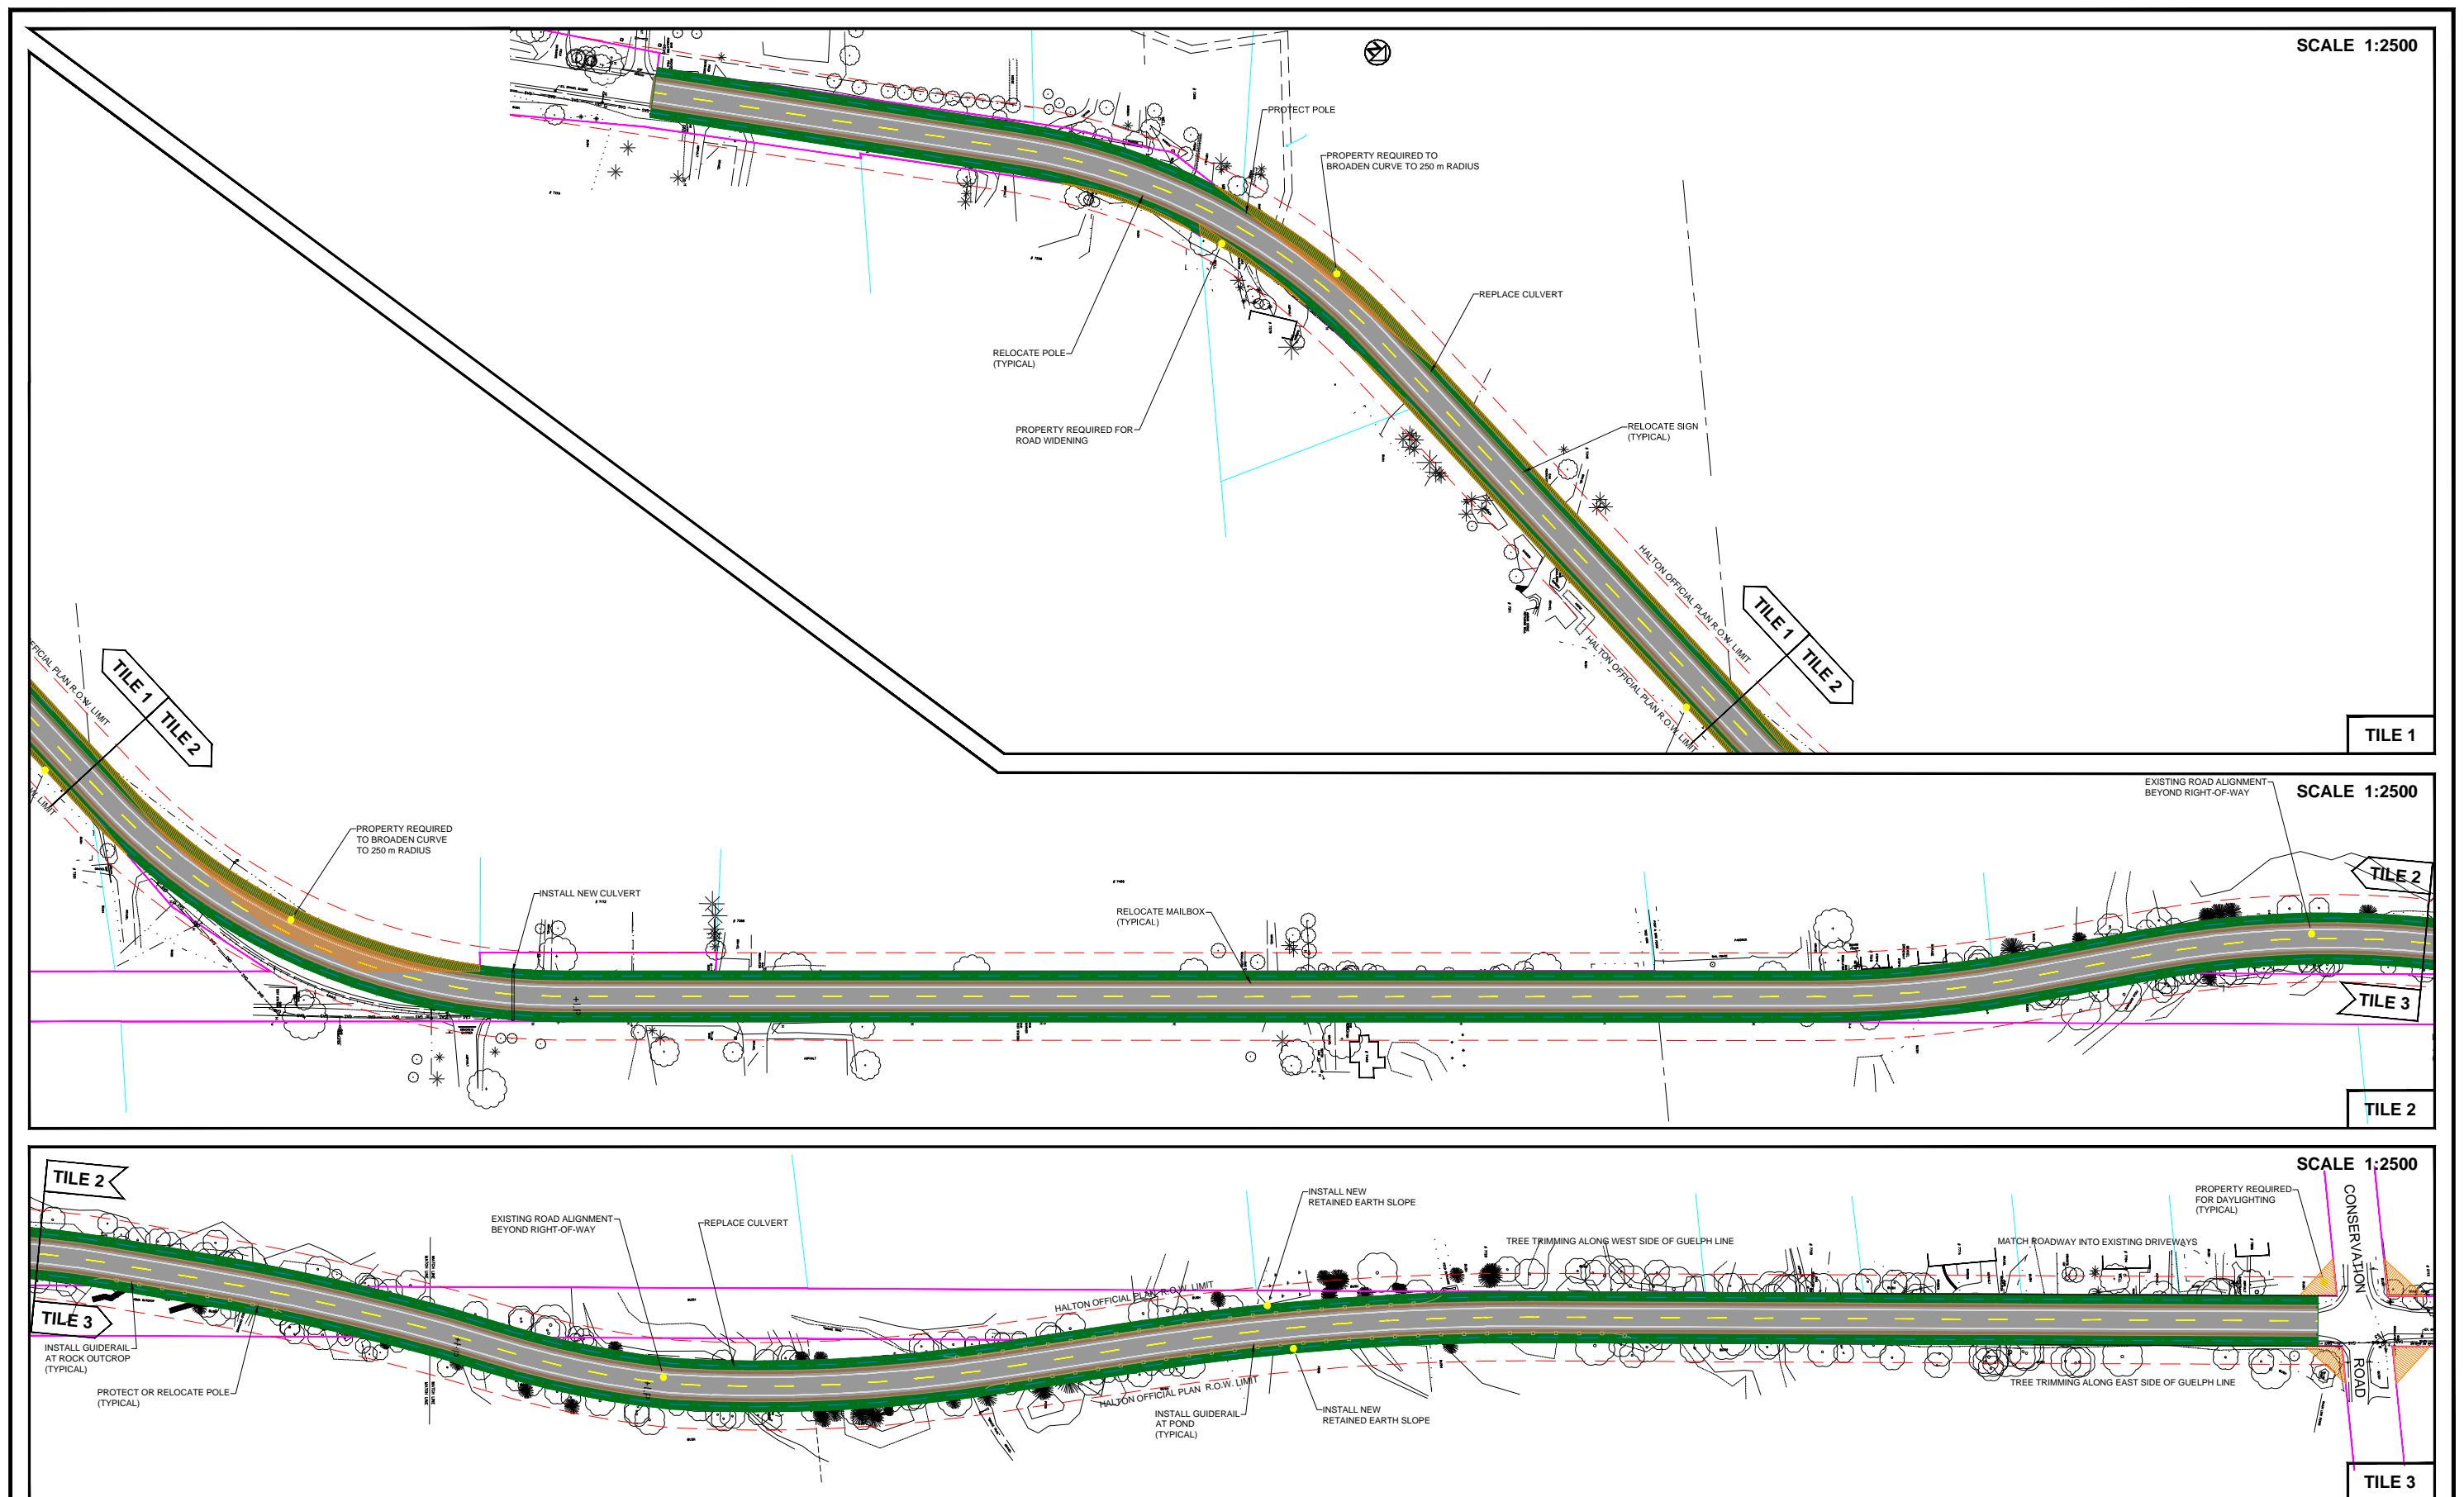 SCALE 1:2500
PROTECT POLE
PROPERTY REQUIRED TO
BROADEN CURVE TO 250 m RADIUS
REPLACE CULVERT
RELOCATE POLE
(TYPICAL)
PROPERTY REQUIRED FOR
ROAD WIDENING
RELOCATE SIGN
(TYPICAL)
HALTON OFFICIAL PLAN R.O.W. LIMIT
HALTON OFFICIAL PLAN R.O.W. LIMIT
TILE 1
TILE 2
TILE 1
SCALE 1:2500
EXISTING ROAD ALIGNMENT
BEYOND RIGHT-OF-WAY
FFICIAL PLAN R.O.W. LIMIT
W. LIMIT
TILE 1
TILE 2
PROPERTY REQUIRED
TO BROADEN CURVE
TO 250 m RADIUS
INSTALL NEW CULVERT
RELOCATE MAILBOX
(TYPICAL)
TILE 2
TILE 3
TILE 2
SCALE 1:2500
TILE 2
TILE 3
INSTALL GUIDERAIL
AT ROCK OUTCROP
(TYPICAL)
PROTECT OR RELOCATE POLE
(TYPICAL)
EXISTING ROAD ALIGNMENT
BEYOND RIGHT-OF-WAY
REPLACE CULVERT
INSTALL NEW
RETAINED EARTH SLOPE
HALTON OFFICIAL PLAN R.O.W. LIMIT
HALTON OFFICIAL PLAN R.O.W. LIMIT
INSTALL GUIDERAIL
AT POND
(TYPICAL)
INSTALL NEW
RETAINED EARTH SLOPE
TREE TRIMMING ALONG WEST SIDE OF GUELPH LINE
MATCH ROADWAY INTO EXISTING DRIVEWAYS
PROPERTY REQUIRED
FOR DAYLIGHTING
(TYPICAL)
CONSERVATION
ROAD
TREE TRIMMING ALONG EAST SIDE OF GUELPH LINE
TILE 3